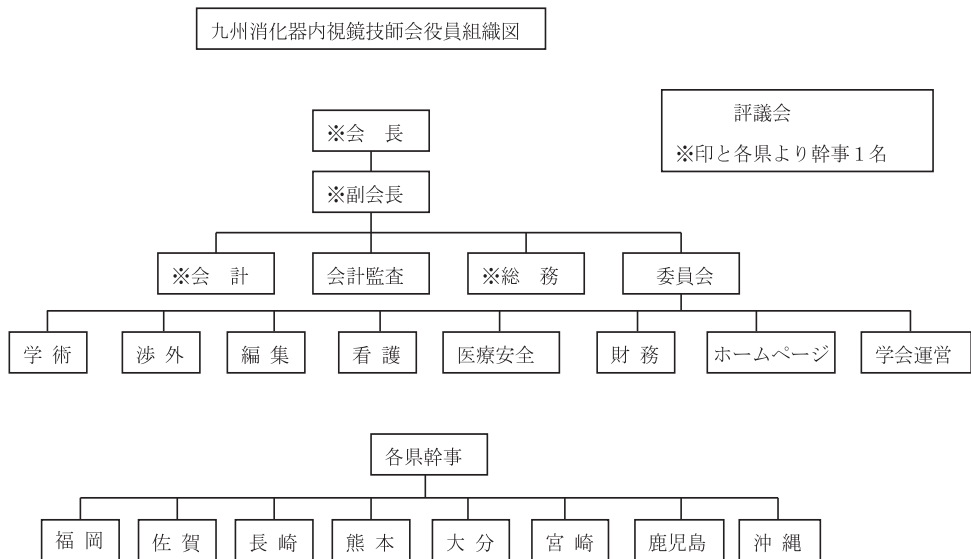 九州消化器内視鏡技師会役員組織図
評議会
※印と各県より幹事１名
※会　長
※副会長
※会　計
会計監査
※総　務
委員会
学 術
渉 外
編 集
看 護
医療安全
財 務
ホームページ
学会運営
各県幹事
福 岡
佐 賀
長 崎
熊 本
大 分
宮 崎
鹿児島
沖 縄